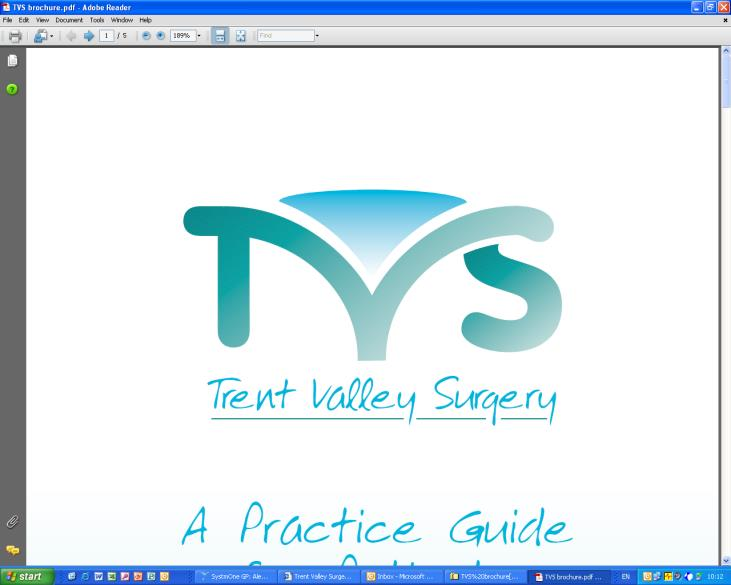 TVS brochure.pdf - Adobe Reader
File Edit View Document Tools Window Help
1 / 5 189% Find
TVS
Trent Valley Surgery
A Practice Guide
start SystmOne GP: Ale... Trent Valley Surge... Inbox - Microsoft ... TVS%20brochure[... TVS brochure.pdf ... EN 10:12